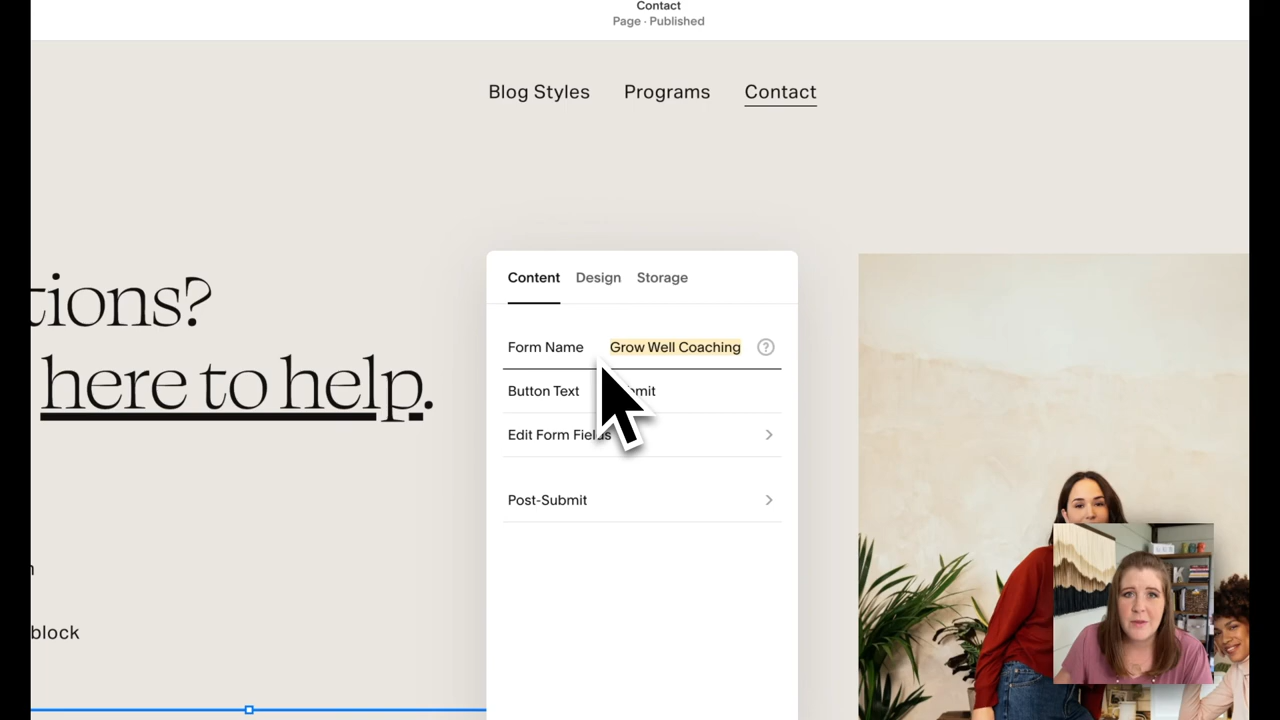 Contact
Page · Published
Blog Styles Programs Contact
tions?
here to help.
block
Content Design Storage
Form Name Grow Well Coaching ?
Button Text
Edit Form Fields
Post-Submit